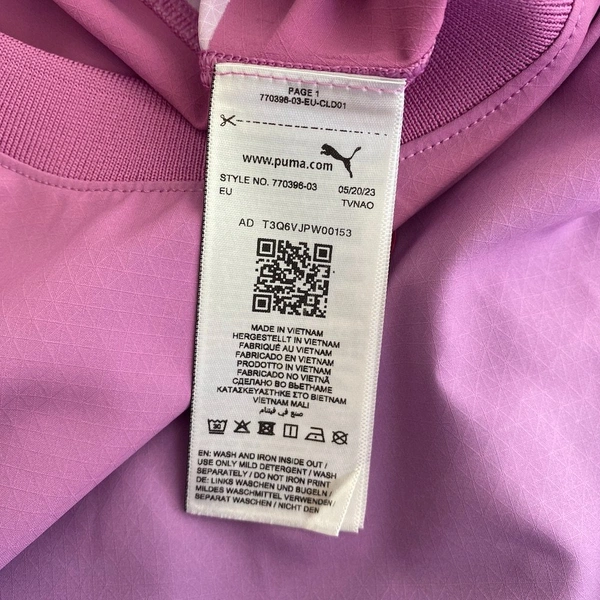 PAGE 1
770396-03-EU-CLD01
www.puma.com
STYLE NO. 770396-03 05/20/23
EU TVNAO
AD T3Q6VJPW00153
MADE IN VIETNAM
HERGESTELLT IN VIETNAM
FABRIQUÉ AU VIETNAM
FABRICADO EN VIETNAM
PRODOTTO IN VIETNAM
FABRICADO NO VIETNÃ
СДЕЛАНО ВО ВЬЕТНАМЕ
ΚΑΤΑΣΚΕΥΑΣΤΗΚΕ ΣΤΟ ΒΙΕΤΝΑΜ
VIETNAM MALI
صنع في فيتنام
EN: WASH AND IRON INSIDE OUT /
USE ONLY MILD DETERGENT / WASH
SEPARATELY / DO NOT IRON PRINT
DE: LINKS WASCHEN UND BÜGELN /
MILDES WASCHMITTEL VERWENDEN/
SEPARAT WASCHEN / NICHT DEN